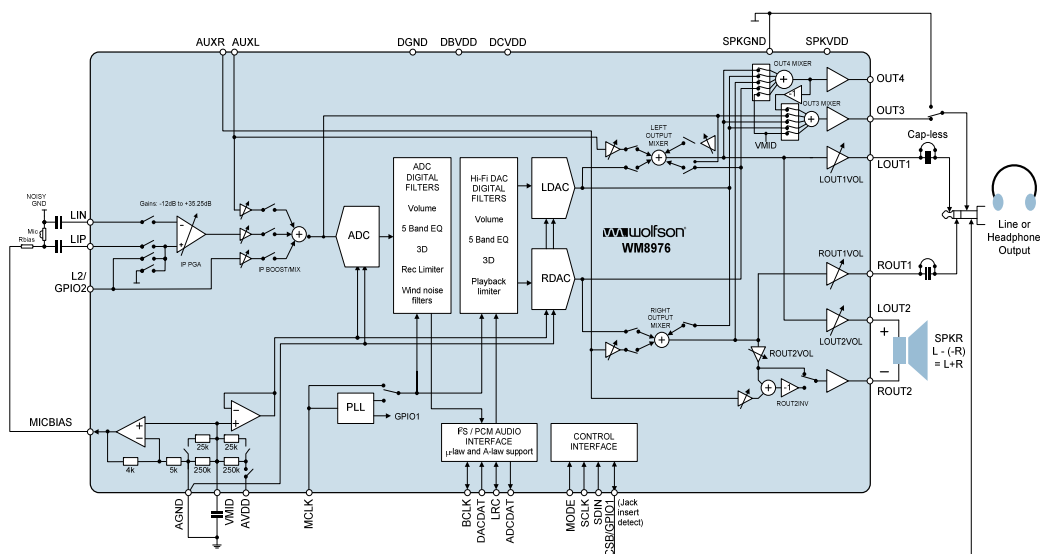 AUXR
AUXL
DGND
DBVDD
DCVDD
SPKGND
SPKVDD
OUT4 MIXER
OUT4
-1
OUT3 MIXER
OUT3
VMID
Cap-less
LEFT
OUTPUT
MIXER
LOUT1
LOUT1VOL
ADC
DIGITAL
FILTERS
Volume
5 Band EQ
3D
Rec Limiter
Wind noise
filters
Hi-Fi DAC
DIGITAL
FILTERS
Volume
5 Band EQ
3D
Playback
limiter
LDAC
RDAC
ADC
wolfson
WM8976
NOISY
GND
Mic
Rbias
LIN
LIP
L2/
GPIO2
Gains: -12dB to +35.25dB
IP PGA
IP BOOST/MIX
Line or
Headphone
Output
ROUT1VOL
ROUT1
LOUT2
LOUT2VOL
RIGHT
OUTPUT
MIXER
ROUT2VOL
-1
ROUT2INV
ROUT2
SPKR
L - (-R)
= L+R
MICBIAS
4k
5k
25k
25k
250k
250k
PLL
GPIO1
I²S / PCM AUDIO
INTERFACE
μ-law and A-law support
CONTROL
INTERFACE
AGND
VMID
AVDD
MCLK
BCLK
DACDAT
LRC
ADCDAT
MODE
SCLK
SDIN
CSB/GPIO1
(Jack
insert
detect)